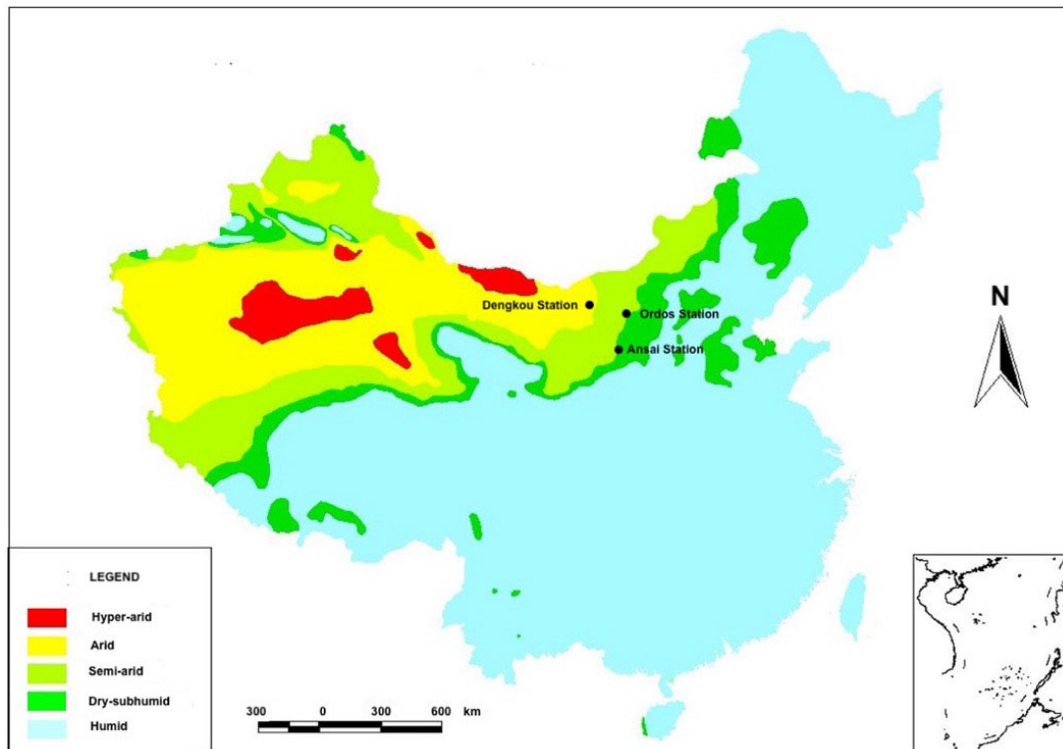 N
Dengkou Station
Ordos Station
Ansai Station
LEGEND
Hyper-arid
Arid
Semi-arid
Dry-subhumid
Humid
300 0 300 600 km